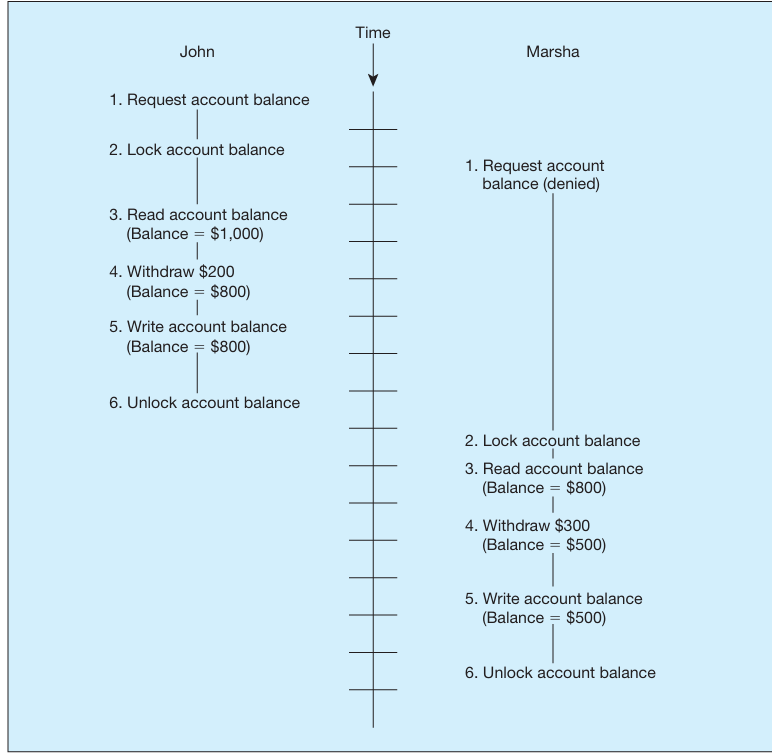 Time
John
Marsha
1. Request account balance
2. Lock account balance
3. Read account balance
(Balance = $1,000)
4. Withdraw $200
(Balance = $800)
5. Write account balance
(Balance = $800)
6. Unlock account balance
1. Request account
balance (denied)
2. Lock account balance
3. Read account balance
(Balance = $800)
4. Withdraw $300
(Balance = $500)
5. Write account balance
(Balance = $500)
6. Unlock account balance